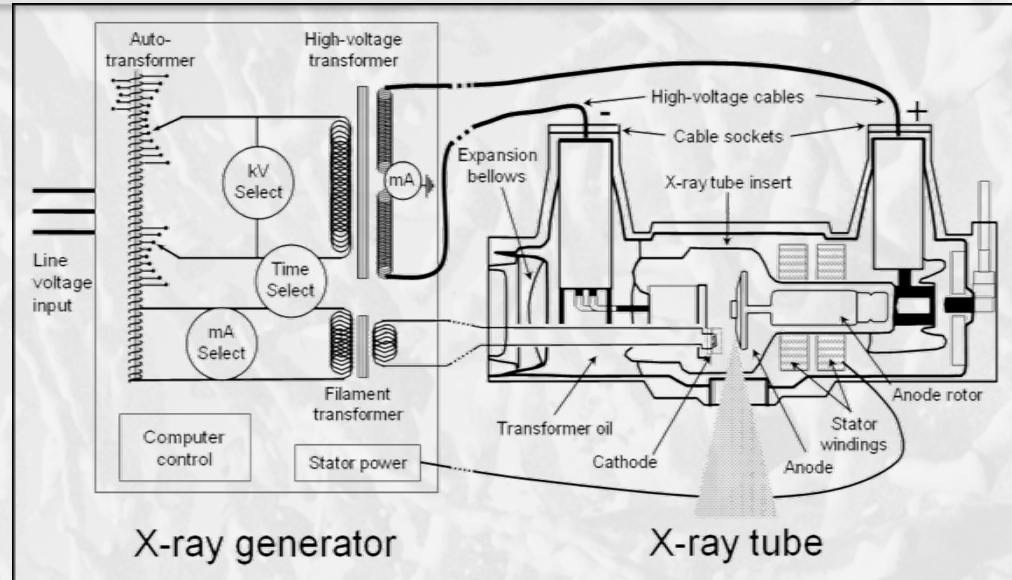 Auto-
transformer
High-voltage
transformer
High-voltage cables
-
+
Cable sockets
Expansion
bellows
X-ray tube insert
kV
Select
mA
Line
voltage
input
Time
Select
mA
Select
Filament
transformer
Transformer oil
Cathode
Anode
Stator
windings
Anode rotor
Computer
control
Stator power
X-ray generator
X-ray tube